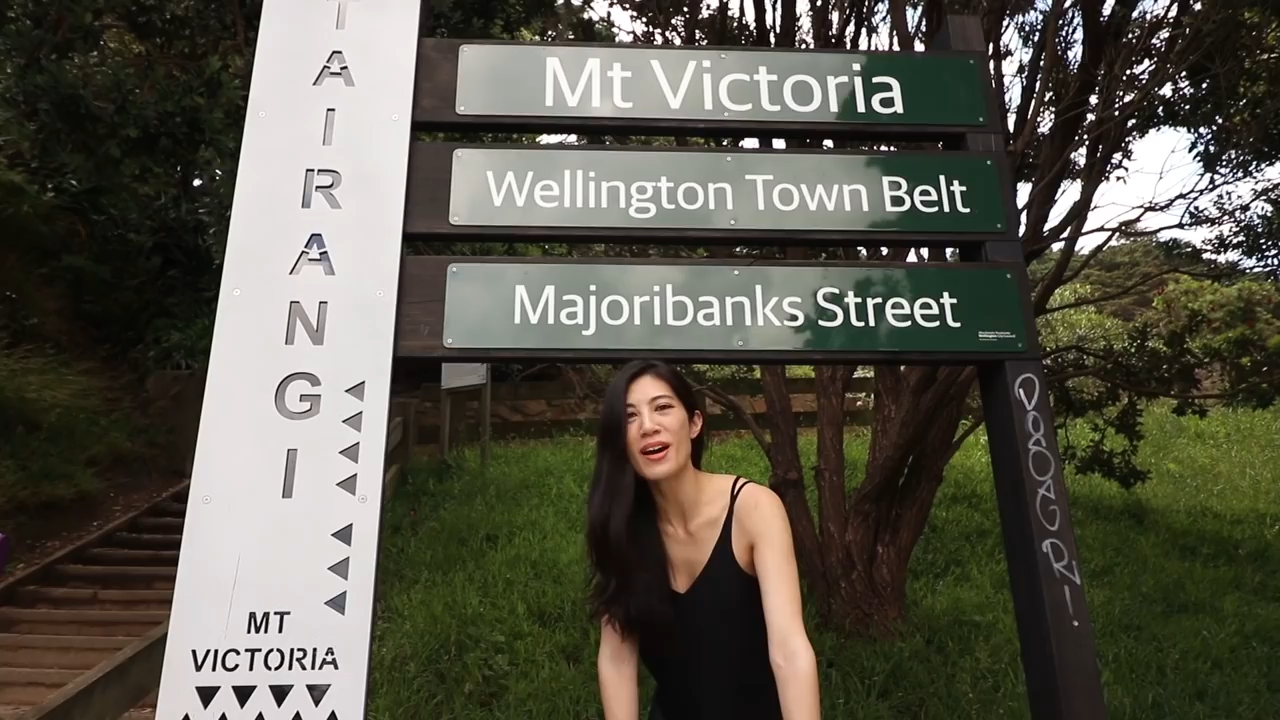 TAIRANGI
MT
VICTORIA
Mt Victoria
Wellington Town Belt
Majoribanks Street